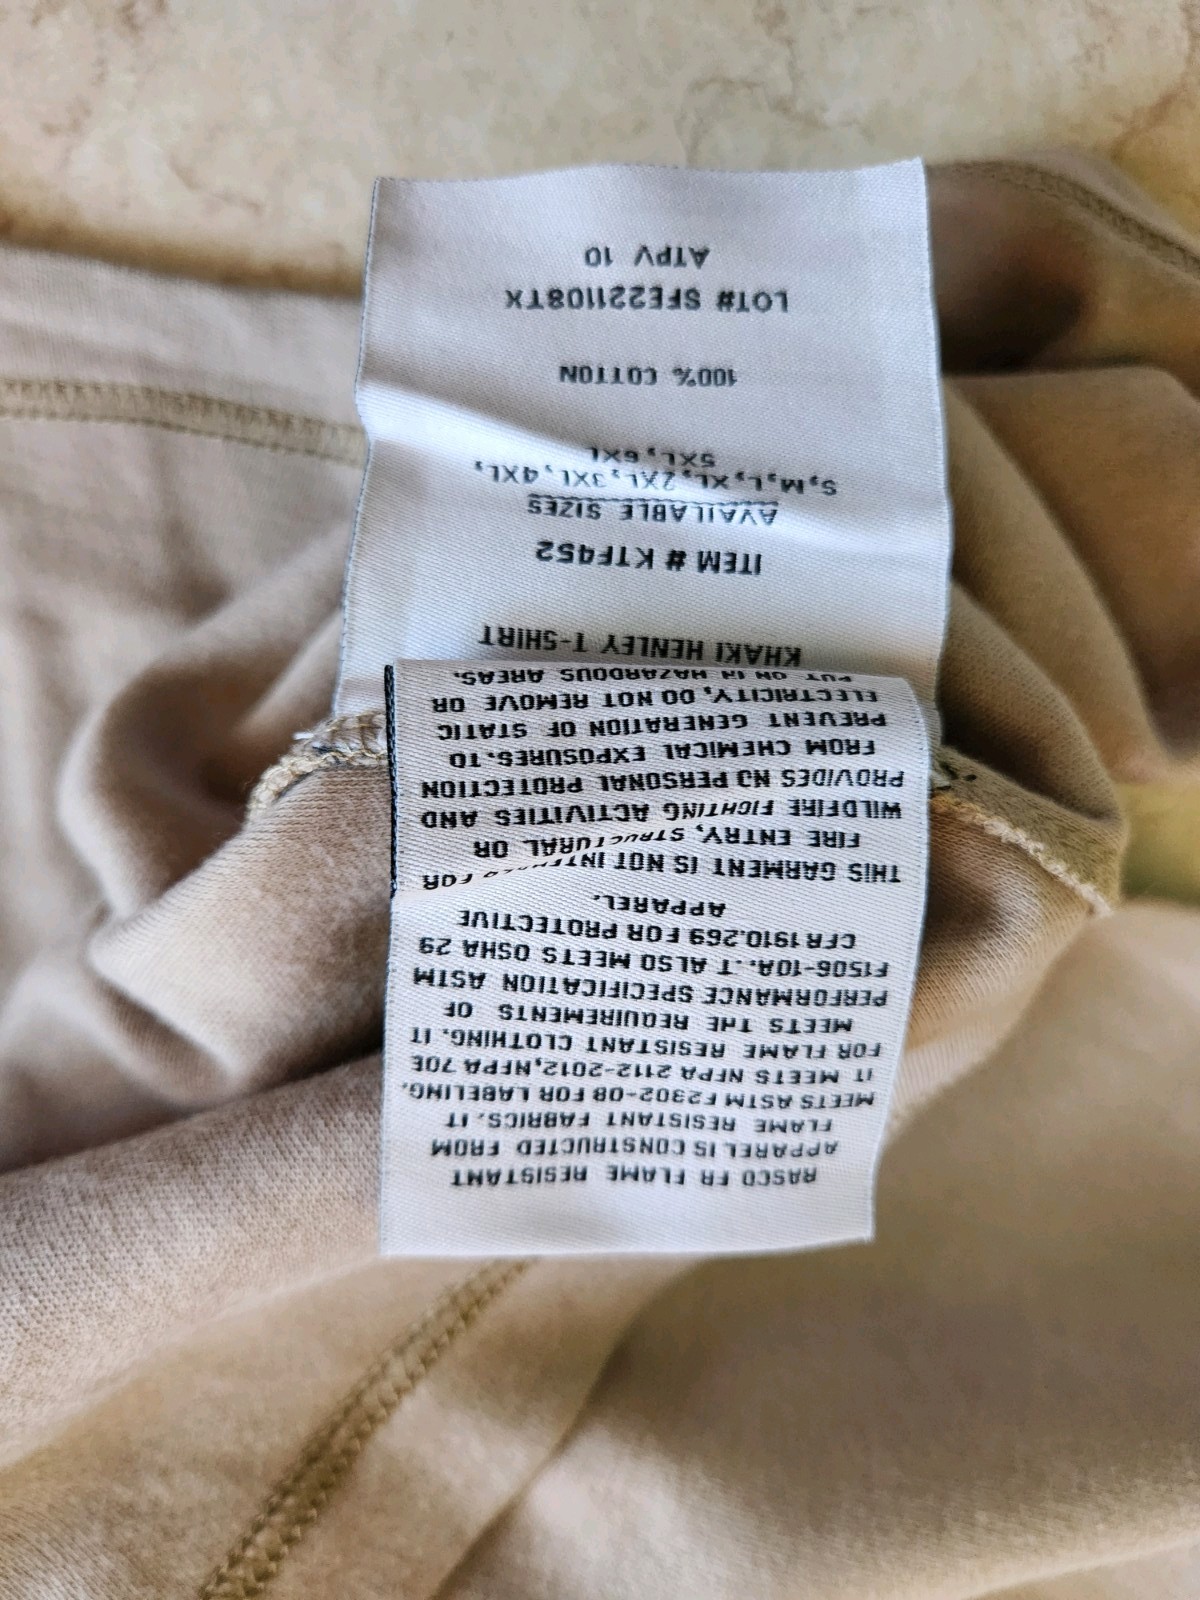 RASCO FR FLAME RESISTANT
APPAREL IS CONSTRUCTED FROM
FLAME RESISTANT FABRICS. IT
MEETS ASTM F2302-08 FOR LABELING.
IT MEETS NFPA 2112-2012,NFPA 70E
FOR FLAME RESISTANT CLOTHING. IT
MEETS THE REQUIREMENTS OF
PERFORMANCE SPECIFICATION ASTM
F1506-10A.. T ALSO MEETS OSHA 29
CFR 1910.269 FOR PROTECTIVE
APPAREL.
THIS GARMENT IS NOT INTENDED FOR
FIRE ENTRY, STRUCTURAL OR
WILDFIRE FIGHTING ACTIVITIES AND
PROVIDES NO PERSONAL PROTECTION
FROM CHEMICAL EXPOSURES.TO
PREVENT GENERATION OF STATIC
ELECTRICITY, DO NOT REMOVE OR
PUT ON IN HAZARDOUS AREAS.
KHAKI HENLEY T-SHIRT
ITEM # KTF452
AVAILABLE SIZES
S,M,L,XL,2XL,3XL,4XL,
5XL,6XL
100% COTTON
LOT# SFE221108TX
ATPV 10